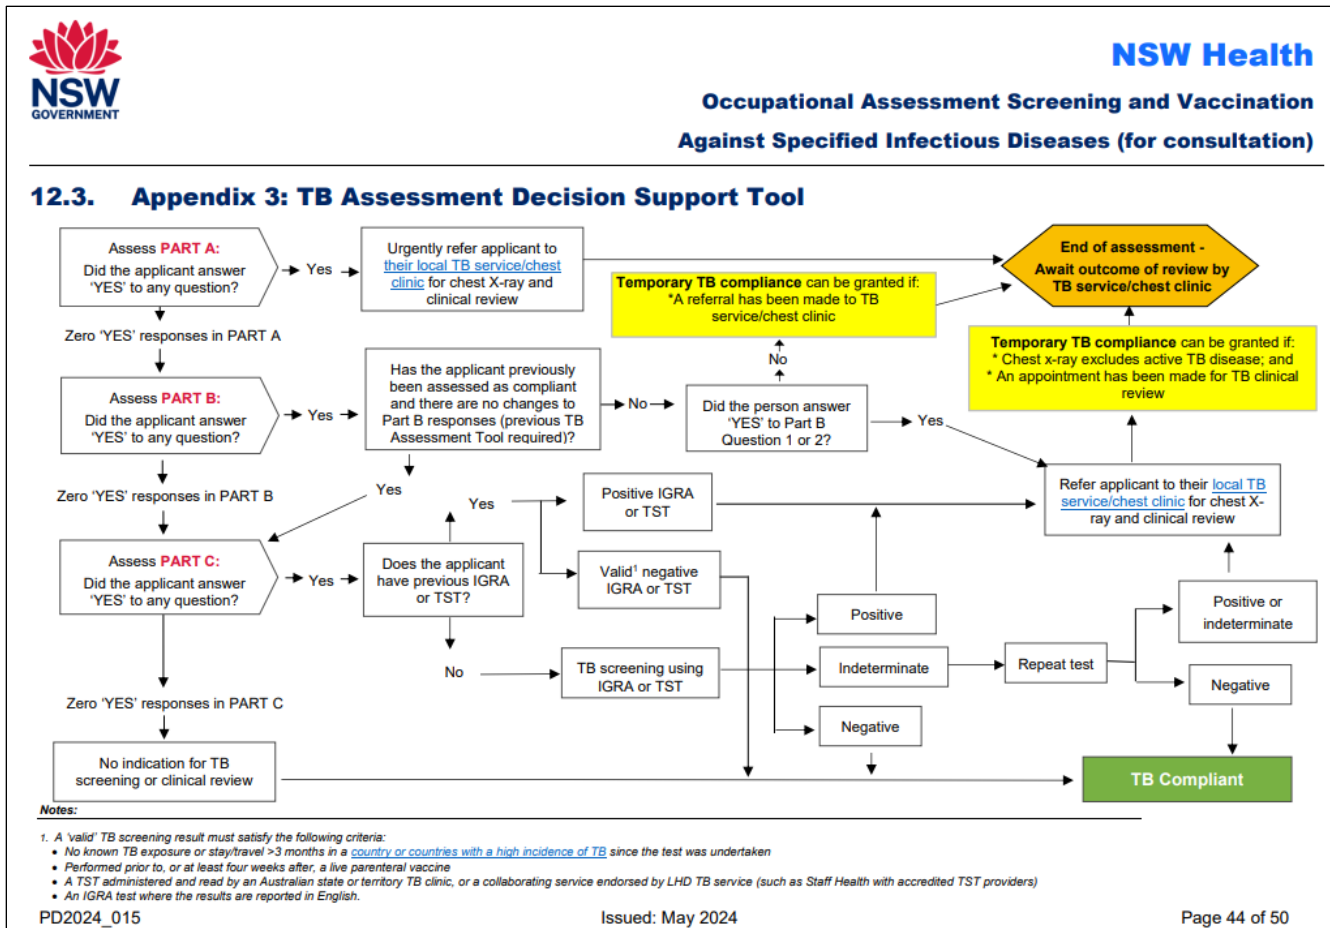 NSW
GOVERNMENT
NSW Health
Occupational Assessment Screening and Vaccination
Against Specified Infectious Diseases (for consultation)
12.3. Appendix 3: TB Assessment Decision Support Tool
Assess PART A:
Did the applicant answer
'YES' to any question?
Yes
Urgently refer applicant to
their local TB service/chest
clinic for chest X-ray and
clinical review
End of assessment -
Await outcome of review by
TB service/chest clinic
Temporary TB compliance can be granted if:
*A referral has been made to TB
service/chest clinic
Zero 'YES' responses in PART A
Temporary TB compliance can be granted if:
* Chest x-ray excludes active TB disease; and
* An appointment has been made for TB clinical
review
No
Assess PART B:
Did the applicant answer
'YES' to any question?
Yes
Has the applicant previously
been assessed as compliant
and there are no changes to
Part B responses (previous TB
Assessment Tool required)?
No
Did the person answer
'YES' to Part B
Question 1 or 2?
Yes
Zero 'YES' responses in PART B
Yes
Yes
Positive IGRA
or TST
Refer applicant to their local TB
service/chest clinic for chest X-
ray and clinical review
Assess PART C:
Did the applicant answer
'YES' to any question?
Yes
Does the applicant
have previous IGRA
or TST?
Valid1 negative
IGRA or TST
Positive
Positive or
indeterminate
No
TB screening using
IGRA or TST
Indeterminate
Repeat test
Negative
Zero 'YES' responses in PART C
Negative
No indication for TB
screening or clinical review
TB Compliant
Notes:
1. A 'valid' TB screening result must satisfy the following criteria:
• No known TB exposure or stay/travel >3 months in a country or countries with a high incidence of TB since the test was undertaken
• Performed prior to, or at least four weeks after, a live parenteral vaccine
• A TST administered and read by an Australian state or territory TB clinic, or a collaborating service endorsed by LHD TB service (such as Staff Health with accredited TST providers)
• An IGRA test where the results are reported in English.
PD2024_015
Issued: May 2024
Page 44 of 50